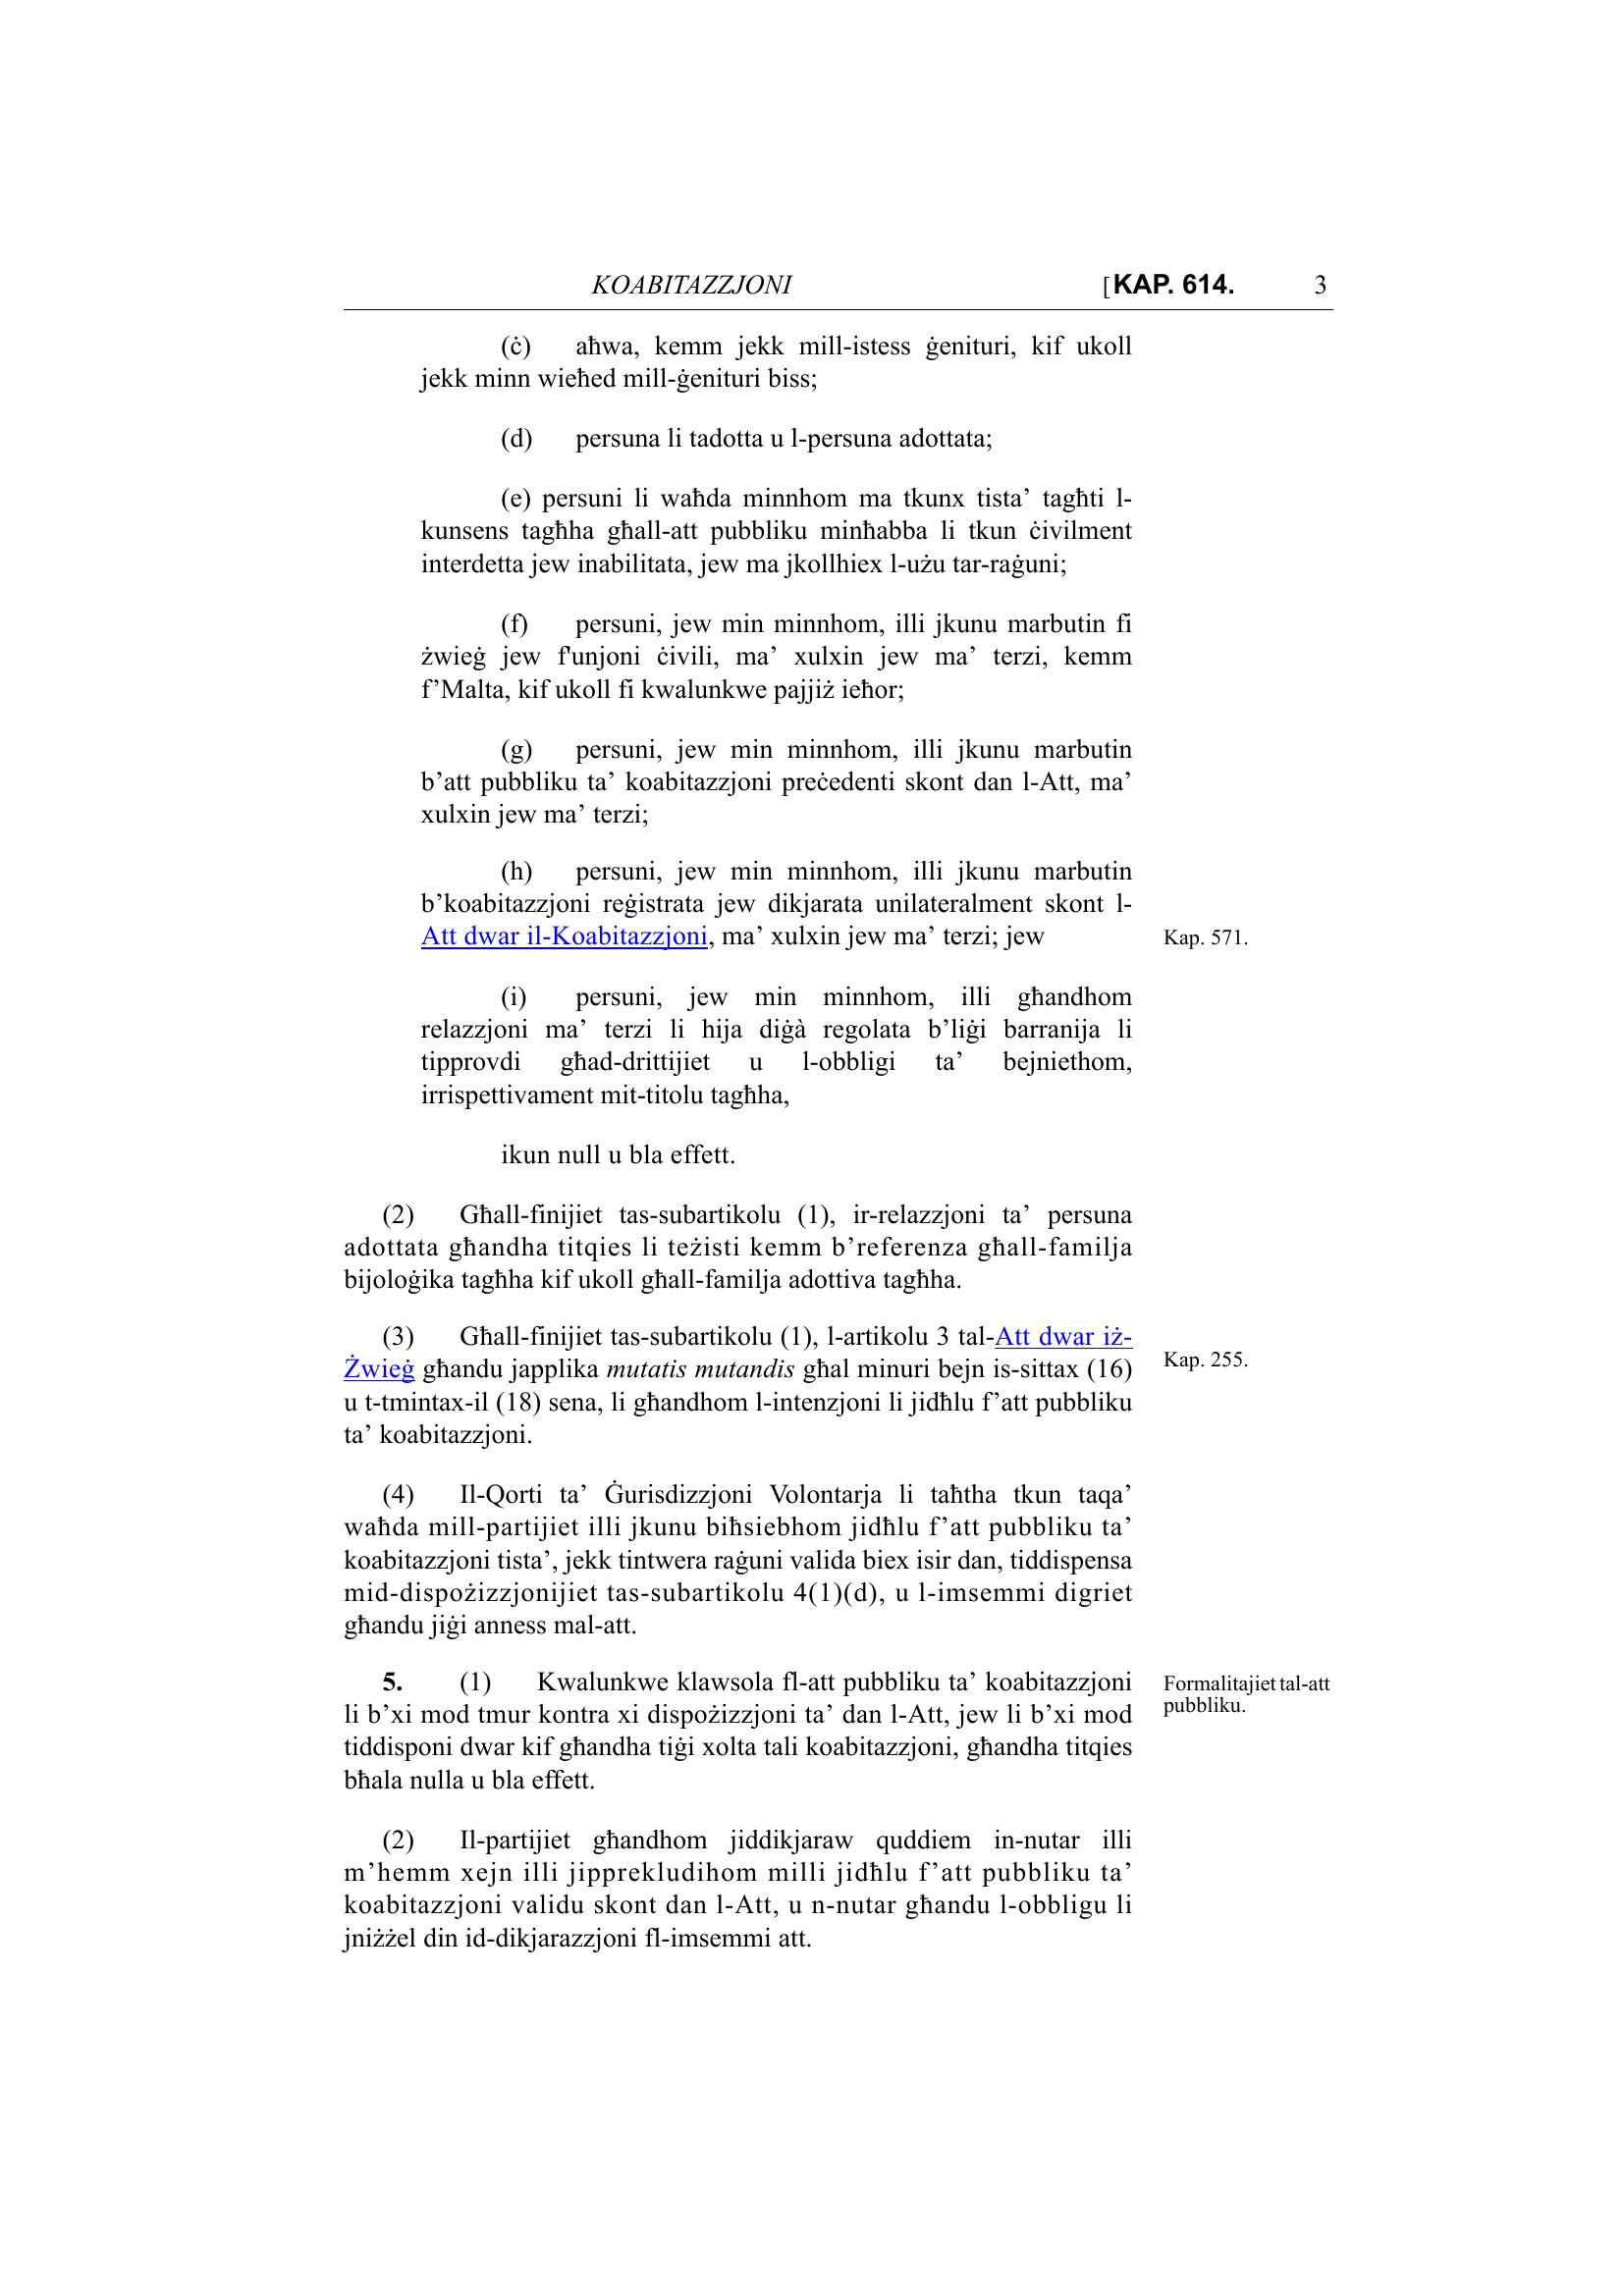 KOABITAZZJONI [KAP. 614. 3
(ċ) aħwa, kemm jekk mill-istess ġenituri, kif ukoll
jekk minn wieħed mill-ġenituri biss;
(d) persuna li tadotta u l-persuna adottata;
(e) persuni li waħda minnhom ma tkunx tista’ tagħti l-
kunsens tagħha għall-att pubbliku minħabba li tkun ċivilment
interdetta jew inabilitata, jew ma jkollhiex l-użu tar-raġuni;
(f) persuni, jew min minnhom, illi jkunu marbutin fi
żwieġ jew f'unjoni ċivili, ma’ xulxin jew ma’ terzi, kemm
f’Malta, kif ukoll fi kwalunkwe pajjiż ieħor;
(g) persuni, jew min minnhom, illi jkunu marbutin
b’att pubbliku ta’ koabitazzjoni preċedenti skont dan l-Att, ma’
xulxin jew ma’ terzi;
(h) persuni, jew min minnhom, illi jkunu marbutin
b’koabitazzjoni reġistrata jew dikjarata unilateralment skont l-
Att dwar il-Koabitazzjoni, ma’ xulxin jew ma’ terzi; jew
Kap. 571.
(i) persuni, jew min minnhom, illi għandhom
relazzjoni ma’ terzi li hija diġà regolata b’liġi barranija li
tipprovdi għad-drittijiet u l-obbligi ta’ bejniethom,
irrispettivament mit-titolu tagħha,
ikun null u bla effett.
(2) Għall-finijiet tas-subartikolu (1), ir-relazzjoni ta’ persuna
adottata għandha titqies li teżisti kemm b’referenza għall-familja
bijoloġika tagħha kif ukoll għall-familja adottiva tagħha.
(3) Għall-finijiet tas-subartikolu (1), l-artikolu 3 tal-Att dwar iż-
Żwieġ għandu japplika mutatis mutandis għal minuri bejn is-sittax (16)
u t-tmintax-il (18) sena, li għandhom l-intenzjoni li jidħlu f’att pubbliku
ta’ koabitazzjoni.
Kap. 255.
(4) Il-Qorti ta’ Ġurisdizzjoni Volontarja li taħtha tkun taqa’
waħda mill-partijiet illi jkunu biħsiebhom jidħlu f’att pubbliku ta’
koabitazzjoni tista’, jekk tintwera raġuni valida biex isir dan, tiddispensa
mid-dispożizzjonijiet tas-subartikolu 4(1)(d), u l-imsemmi digriet
għandu jiġi anness mal-att.
5. (1) Kwalunkwe klawsola fl-att pubbliku ta’ koabitazzjoni
li b’xi mod tmur kontra xi dispożizzjoni ta’ dan l-Att, jew li b’xi mod
tiddisponi dwar kif għandha tiġi xolta tali koabitazzjoni, għandha titqies
bħala nulla u bla effett.
Formalitajiet tal-att
pubbliku.
(2) Il-partijiet għandhom jiddikjaraw quddiem in-nutar illi
m’hemm xejn illi jipprekludihom milli jidħlu f’att pubbliku ta’
koabitazzjoni validu skont dan l-Att, u n-nutar għandu l-obbligu li
jniżżel din id-dikjarazzjoni fl-imsemmi att.